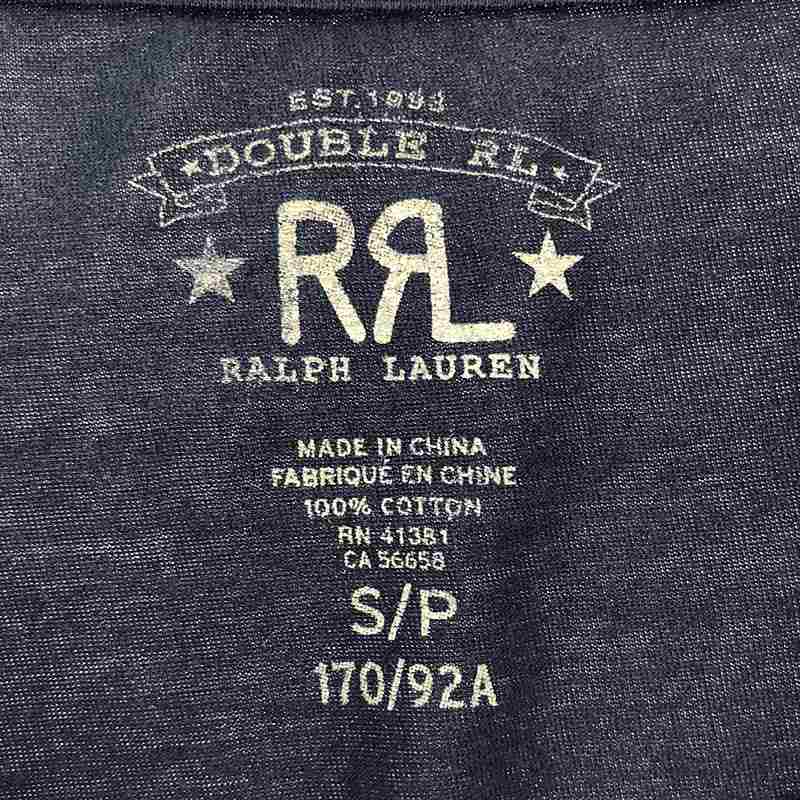 EST.1993
DOUBLE RL
RRL
RALPH LAUREN
MADE IN CHINA
FABRIQUÉ EN CHINE
100% COTTON
RN 41381
CA 56658
S/P
170/92A